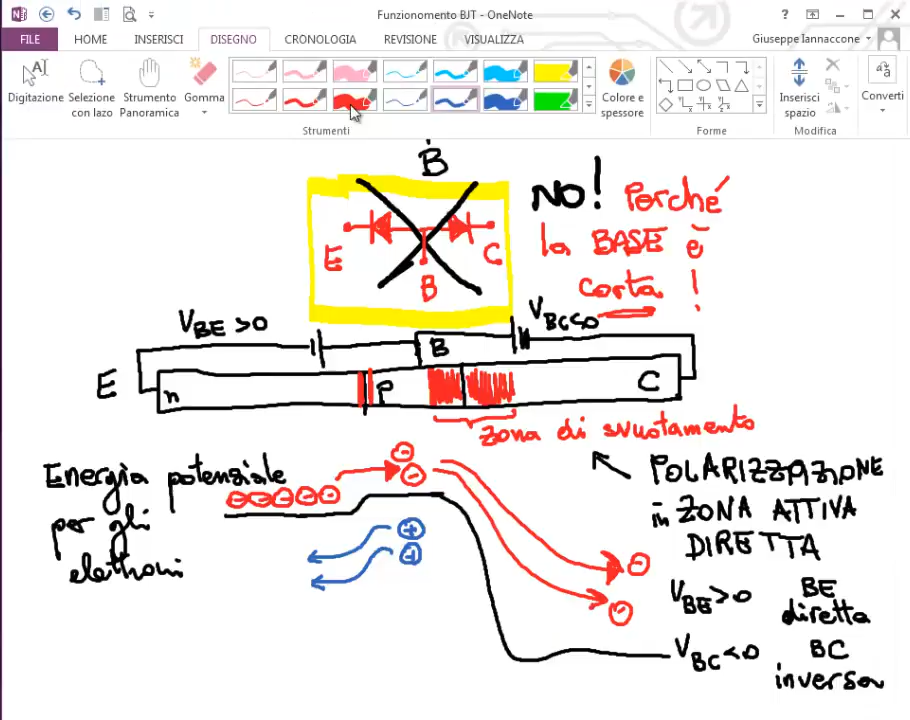 Funzionomento BJT - OneNote
?
FILE
HOME
INSERISCI
DISEGNO
CRONOLOGIA
REVISIONE
VISUALIZZA
Giuseppe Iannaccone
Digitazione
Selezione
con lazo
Strumento
Panoramica
Gomma
Colore e
spessore
Inserisci
spazio
Converti
Strumenti
Forme
Modifica
B
NO! Perché
la BASE è
corta !
E
C
B
VBE >0
VBC<0
B
E
n
p
C
zona di svuotamento
Energia potenziale
per gli
elettroni
POLARIZZAZIONE
in ZONA ATTIVA
DIRETTA
VBE>0 BE
diretta
VBC<0 BC
inversa